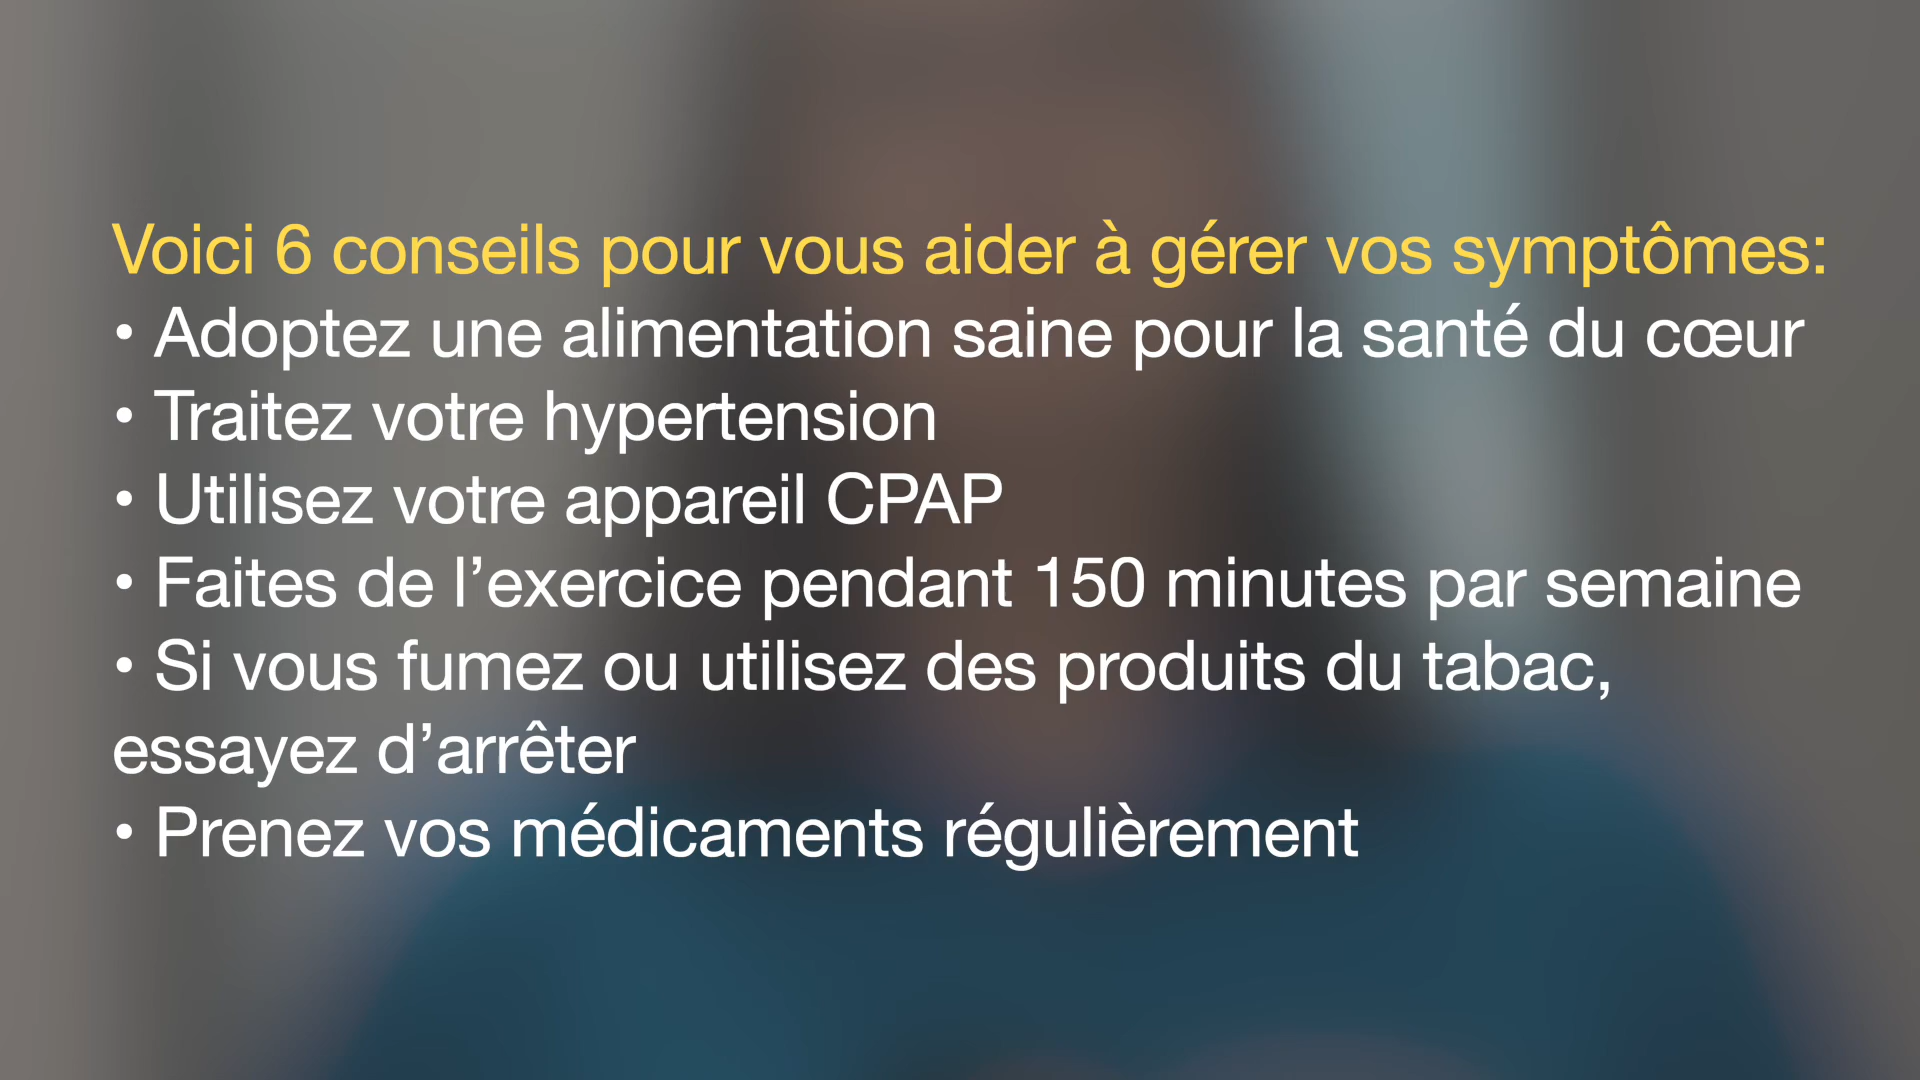 Voici 6 conseils pour vous aider à gérer vos symptômes:
• Adoptez une alimentation saine pour la santé du cœur
• Traitez votre hypertension
• Utilisez votre appareil CPAP
• Faites de l’exercice pendant 150 minutes par semaine
• Si vous fumez ou utilisez des produits du tabac,
essayez d’arrêter
• Prenez vos médicaments régulièrement